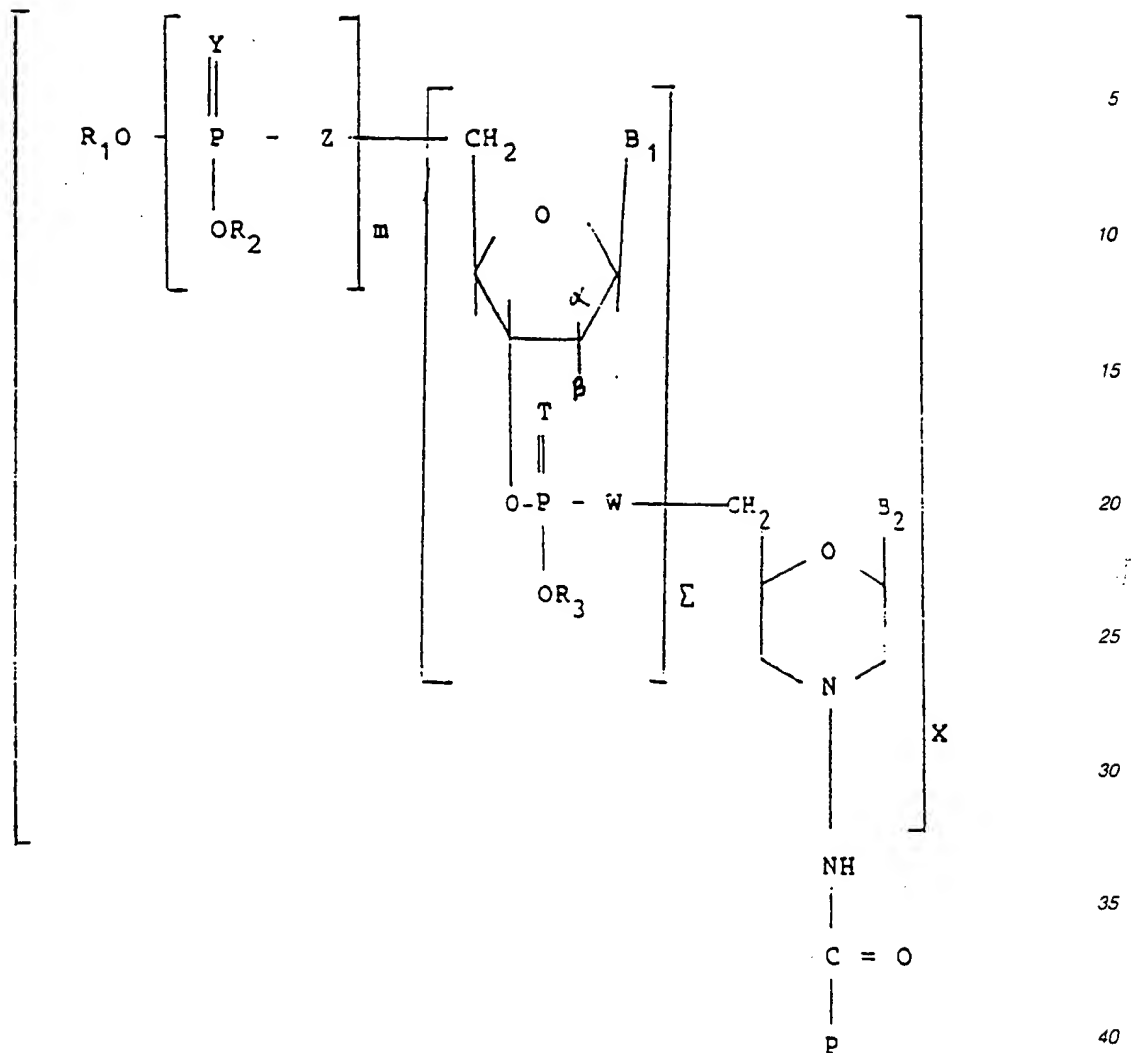 Y
5
R1O - P - Z CH2 B1
O
OR2 m 10
α
β 15
T
O-P - W CH2 B2 20
O
OR3 Σ
25
N
X
30
NH
35
C = O
P 40